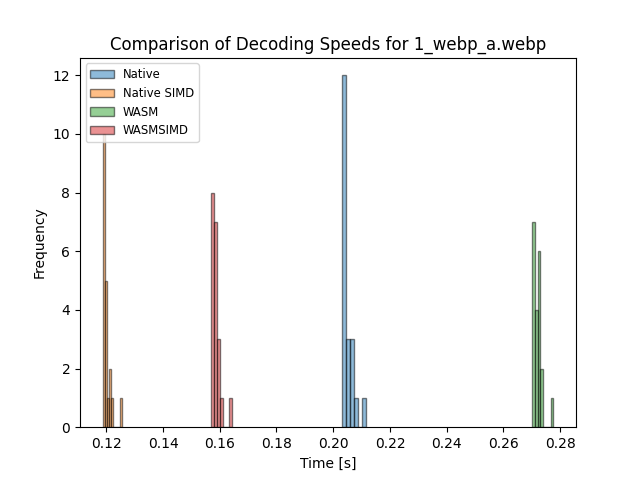 Comparison of Decoding Speeds for 1_webp_a.webp
Native
Native SIMD
WASM
WASMSIMD
Frequency
12
10
8
6
4
2
0
0.12 0.14 0.16 0.18 0.20 0.22 0.24 0.26 0.28
Time [s]